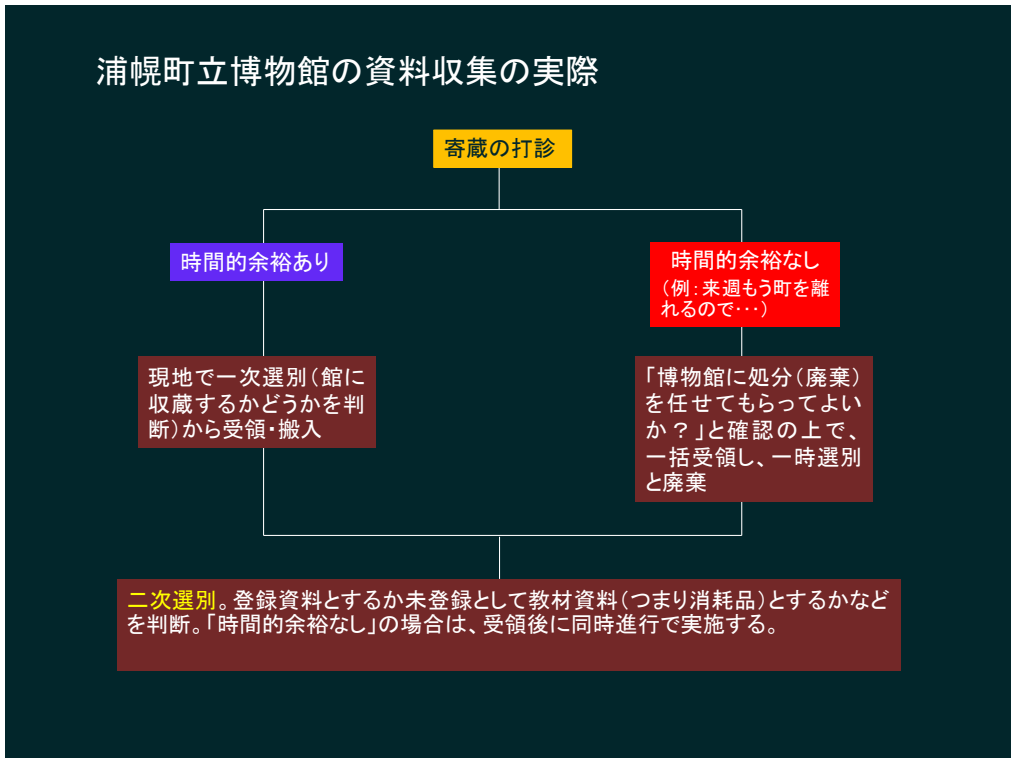 浦幌町立博物館の資料収集の実際
寄蔵の打診
時間的余裕あり
時間的余裕なし
（例：来週もう町を離
れるので･･･）
現地で一次選別（館に
収蔵するかどうかを判
断）から受領・搬入
「博物館に処分（廃棄）
を任せてもらってよい
か？」と確認の上で、
一括受領し、一時選別
と廃棄
二次選別。登録資料とするか未登録として教材資料（つまり消耗品）とするかなど
を判断。「時間的余裕なし」の場合は、受領後に同時進行で実施する。